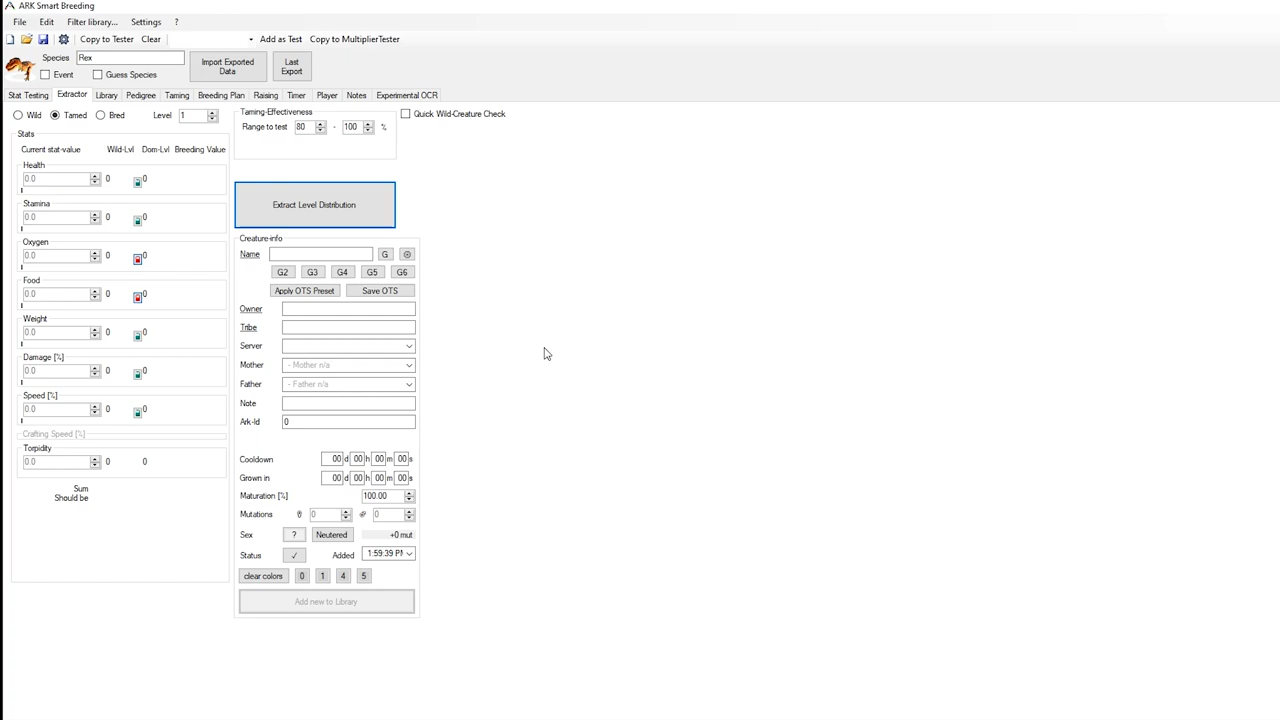 ARK Smart Breeding
File Edit Filter library... Settings ?
Copy to Tester Clear Add as Test Copy to MultiplierTester
Species Rex
Event Guess Species
Import Exported Data
Last Export
Stat Testing Extractor Library Pedigree Taming Breeding Plan Raising Timer Player Notes Experimental OCR
Wild Tamed Bred Level 1
Stats
Current stat-value Wild-Lvl Dom-Lvl Breeding Value
Health
0.0 0 0
Stamina
0.0 0 0
Oxygen
0.0 0 0
Food
0.0 0 0
Weight
0.0 0 0
Damage [%]
0.0 0 0
Speed [%]
0.0 0 0
Crafting Speed [%]
Torpidity
0.0 0 0
Sum
Should be
Taming-Effectiveness
Range to test 80 - 100 %
Quick Wild-Creature Check
Extract Level Distribution
Creature-info
Name G
G2 G3 G4 G5 G6
Apply OTS Preset Save OTS
Owner
Tribe
Server
Mother - Mother n/a
Father - Father n/a
Note
Ark-Id 0
Cooldown 00 d 00 h 00 m 00 s
Grown in 00 d 00 h 00 m 00 s
Maturation [%] 100.00
Mutations 0 0
Sex ? Neutered +0 mut
Status ✓ Added 1:59:39 PM
clear colors 0 1 4 5
Add new to Library